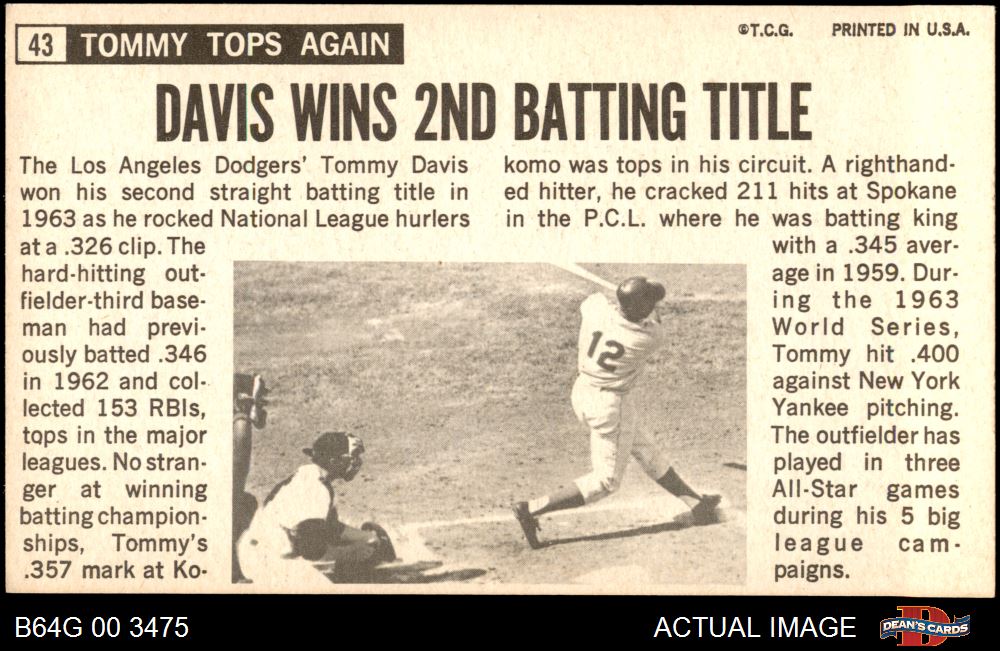 43 TOMMY TOPS AGAIN
©T.C.G. PRINTED IN U.S.A.
DAVIS WINS 2ND BATTING TITLE
The Los Angeles Dodgers' Tommy Davis
won his second straight batting title in
1963 as he rocked National League hurlers
at a .326 clip. The
hard-hitting out-
fielder-third base-
man had previ-
ously batted .346
in 1962 and col-
lected 153 RBIs,
tops in the major
leagues. No stran-
ger at winning
batting champion-
ships, Tommy's
.357 mark at Ko-
komo was tops in his circuit. A righthand-
ed hitter, he cracked 211 hits at Spokane
in the P.C.L. where he was batting king
with a .345 aver-
age in 1959. Dur-
ing the 1963
World Series,
Tommy hit .400
against New York
Yankee pitching.
The outfielder has
played in three
All-Star games
during his 5 big
league cam-
paigns.
12
B64G 00 3475
ACTUAL IMAGE
D
DEAN'S CARDS